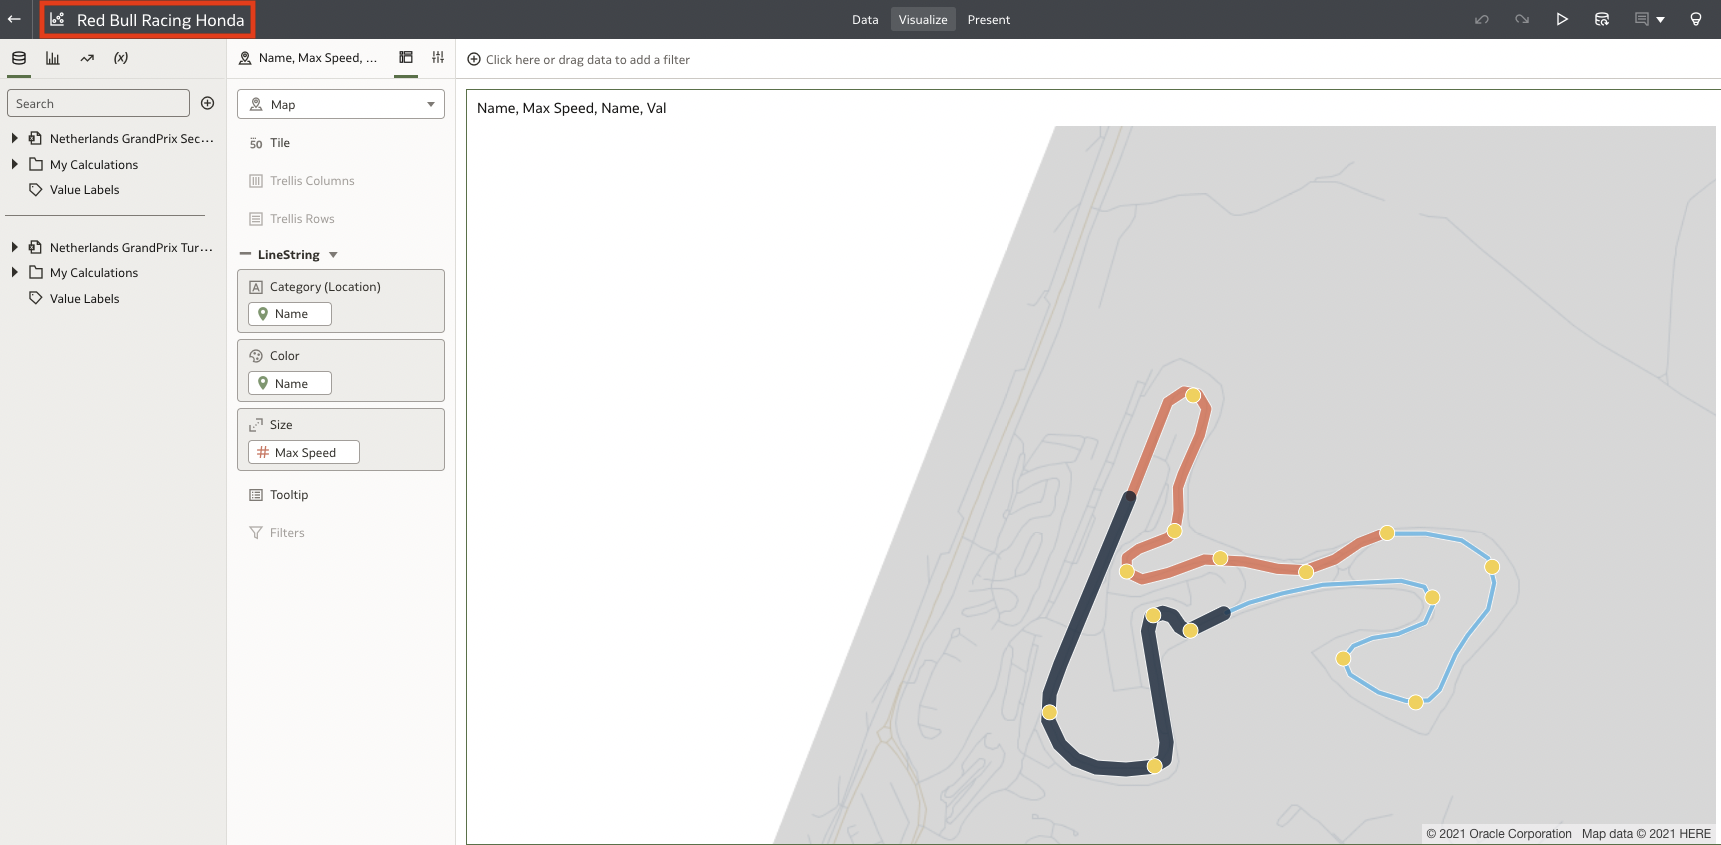 Red Bull Racing Honda
Data
Visualize
Present
(x)
Name, Max Speed, ...
Click here or drag data to add a filter
Search
Map
Name, Max Speed, Name, Val
Netherlands GrandPrix Sec...
My Calculations
Value Labels
50 Tile
Trellis Columns
Trellis Rows
Netherlands GrandPrix Tur...
My Calculations
Value Labels
LineString
A Category (Location)
Name
Color
Name
Size
# Max Speed
Tooltip
Filters
© 2021 Oracle Corporation Map data © 2021 HERE